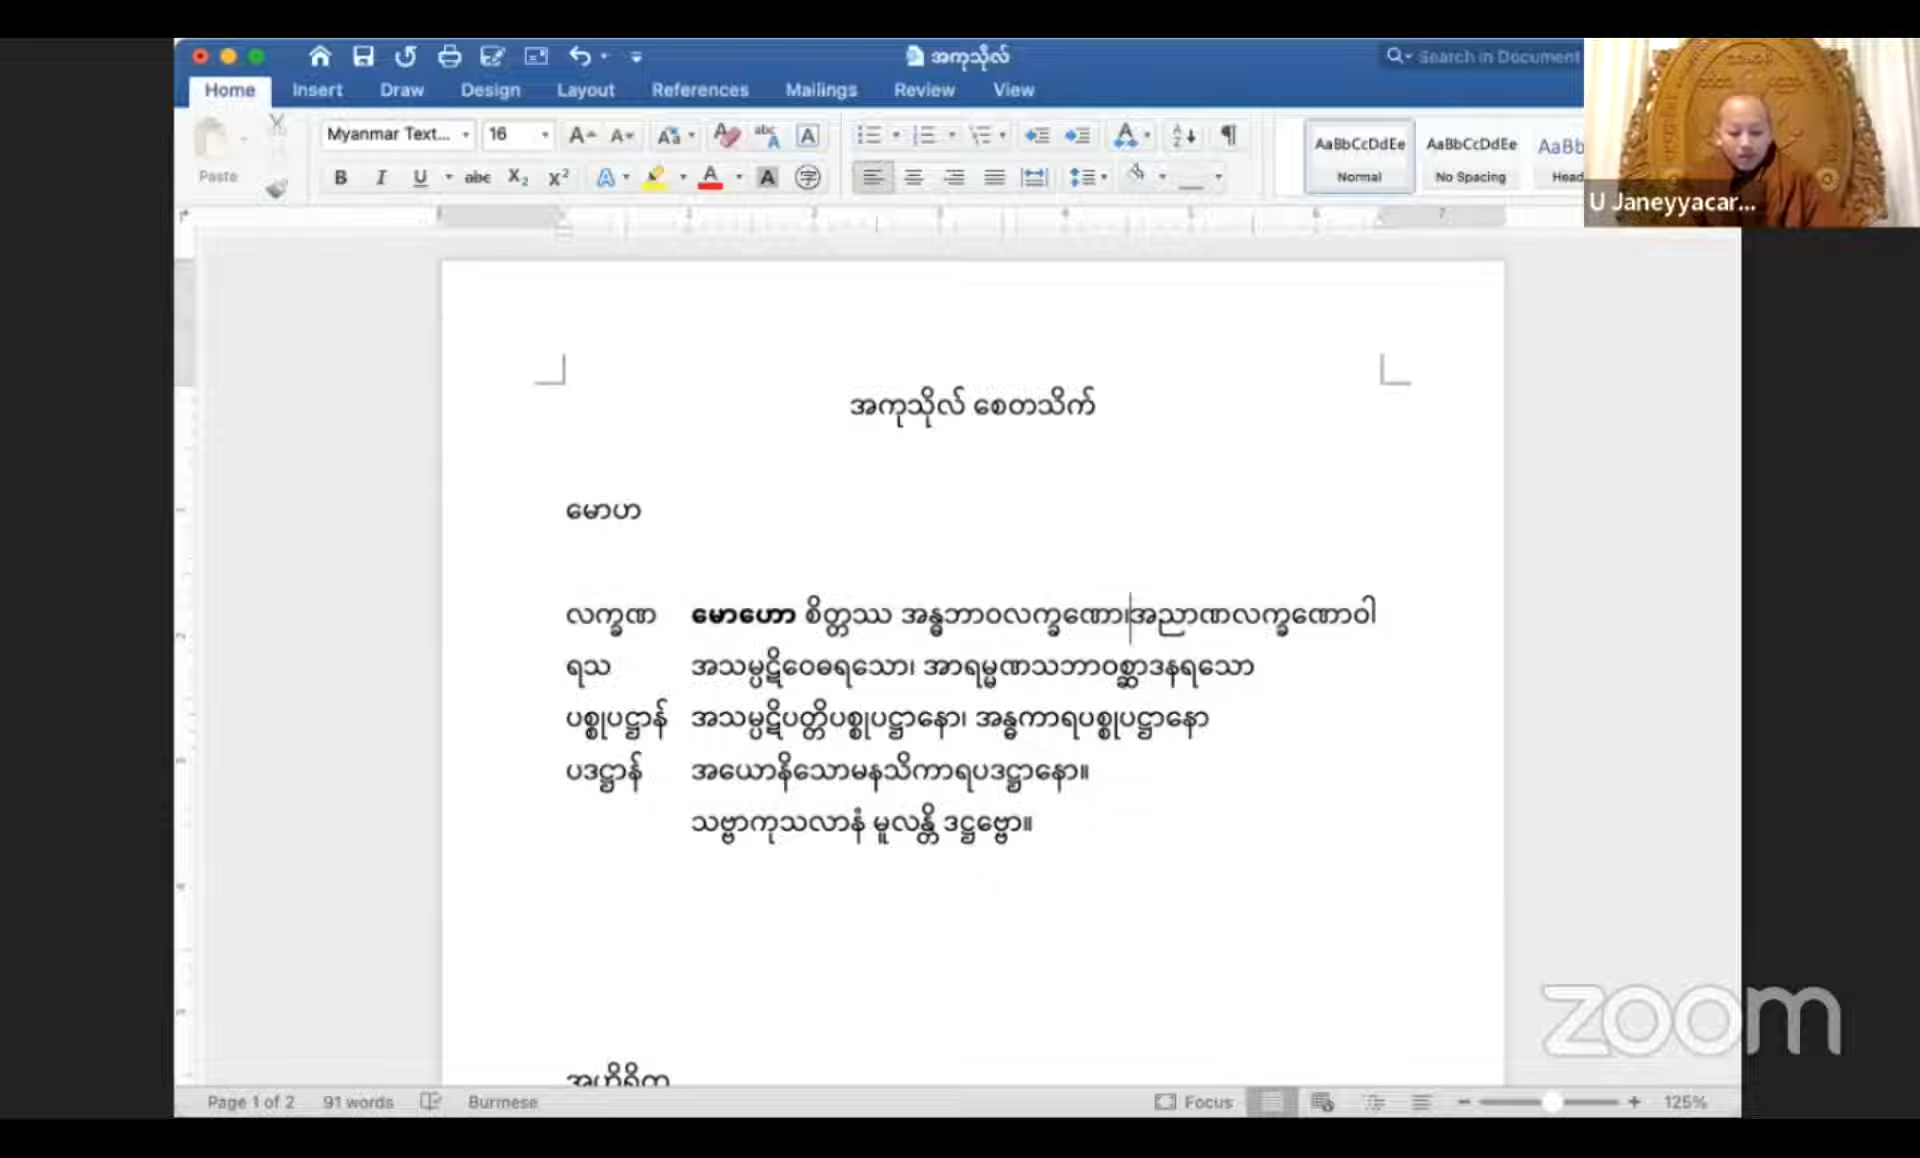 အကုသိုလ်
Search in Document
Home Insert Draw Design Layout References Mailings Review View
Paste
Myanmar Text... 16
AaBbCcDdEe AaBbCcDdEe AaBb
Normal No Spacing Head
U Janeyyacar...
အကုသိုလ် စေတသိက်
မောဟ
လက္ခဏ မောဟော စိတ္တဿ အန္ဓဘာဝလက္ခဏော၊အညာဏလက္ခဏောဝါ
ရသ အသမ္ပဋိဝေဓရသော၊ အာရမ္မဏသဘာဝစ္ဆာဒနရသော
ပစ္စုပဋ္ဌာန် အသမ္ပဋိပတ္တိပစ္စုပဋ္ဌာနော၊ အန္ဓကာရပစ္စုပဋ္ဌာနော
ပဒဋ္ဌာန် အယောနိသောမနသိကာရပဒဋ္ဌာနော။
သဗ္ဗာကုသလာနံ မူလန္တိ ဒဋ္ဌဗ္ဗော။
အဟိရိက
Page 1 of 2 91 words Burmese Focus 125%
zoom